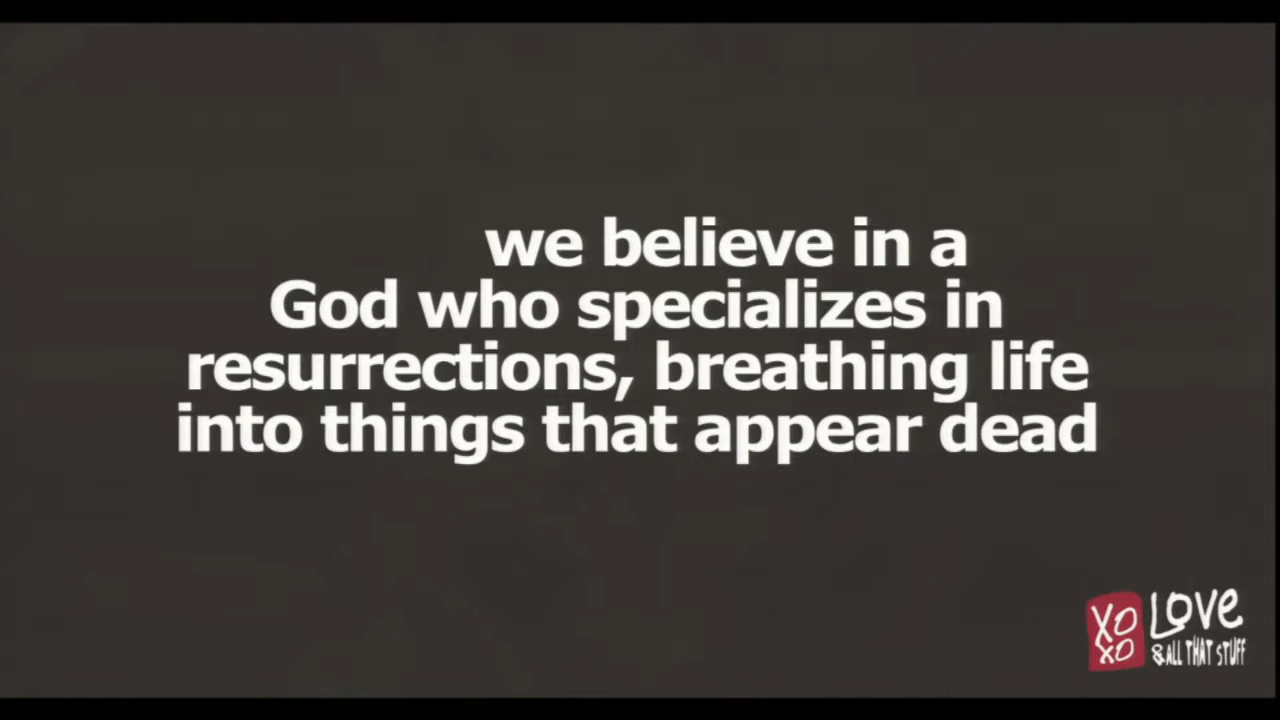 we believe in a
God who specializes in
resurrections, breathing life
into things that appear dead
XO
XO
LOVE
& ALL THAT STUFF